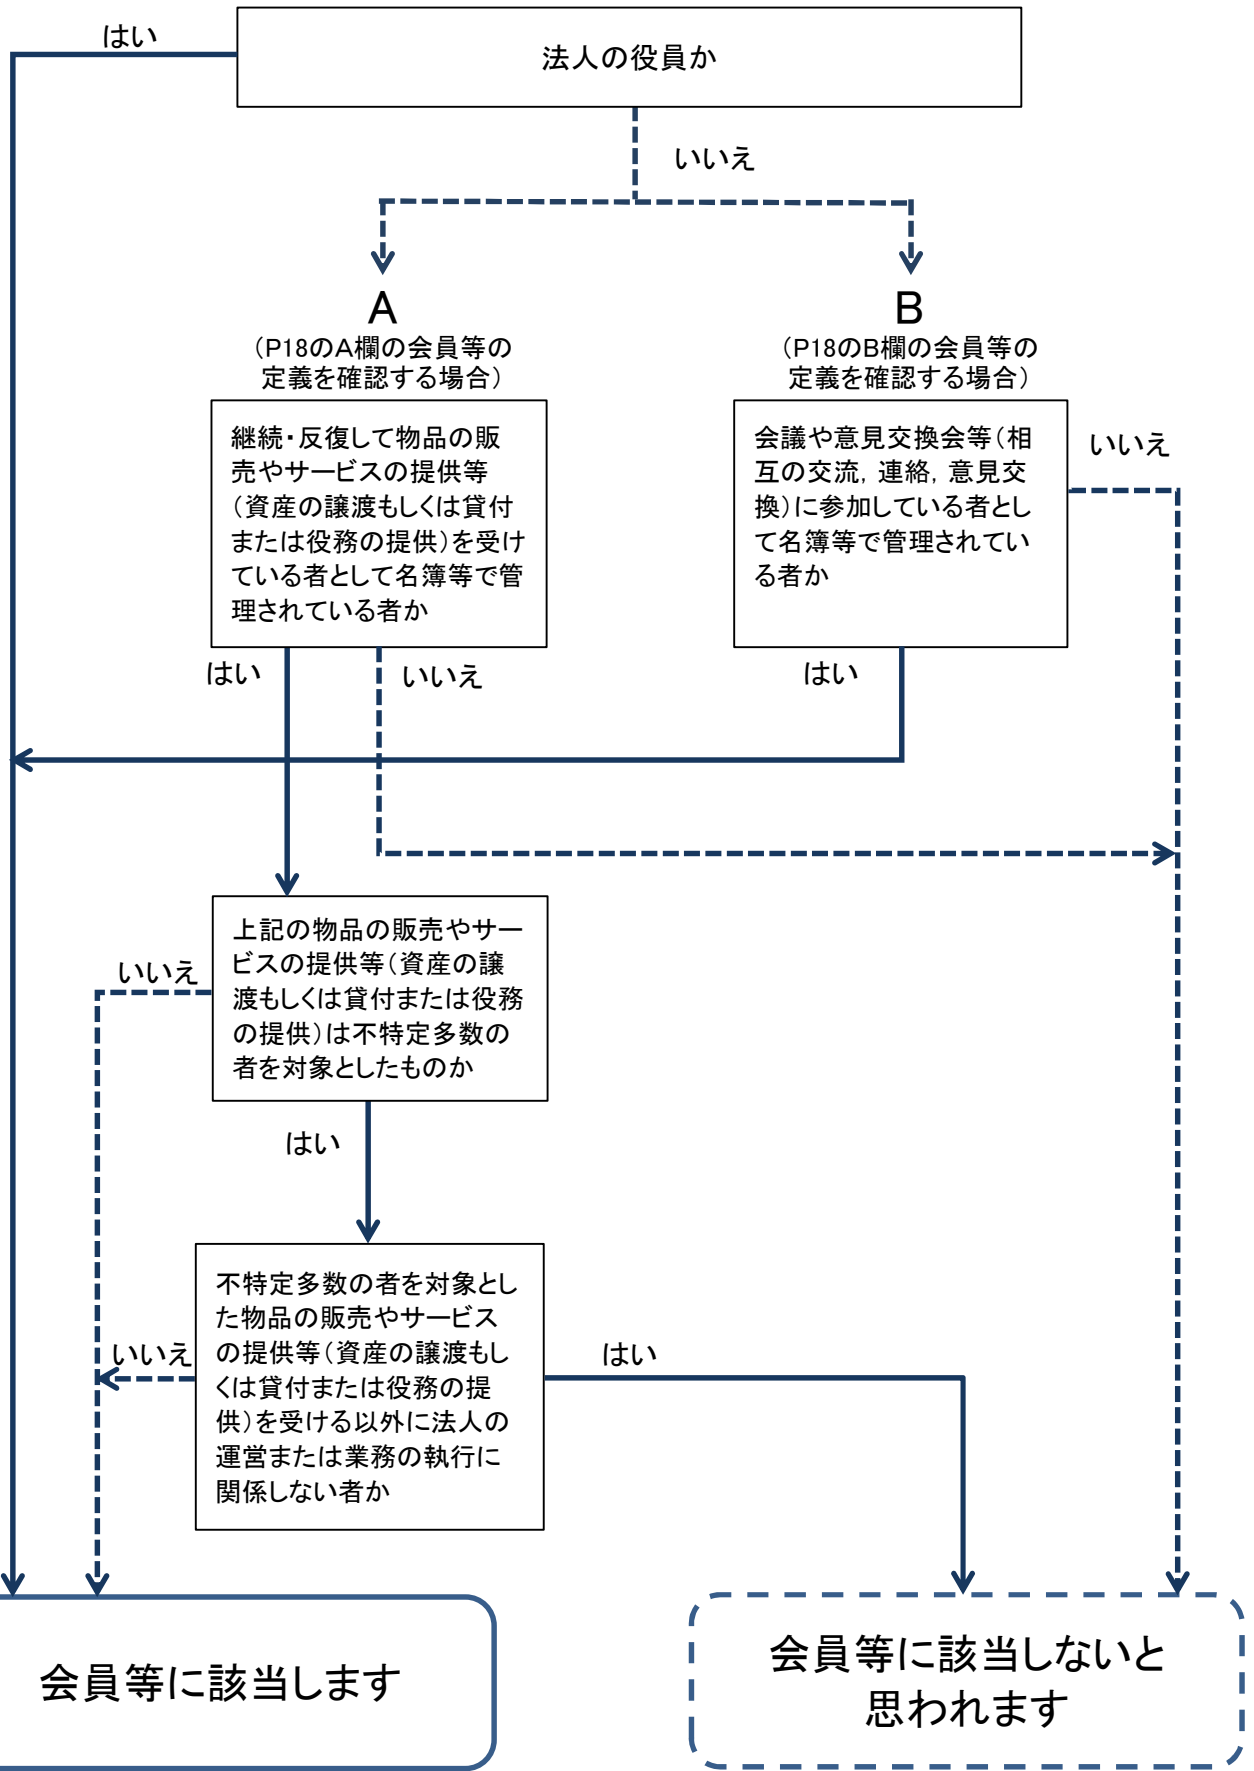 はい
法人の役員か
いいえ
A
（P18のA欄の会員等の
定義を確認する場合）
継続・反復して物品の販
売やサービスの提供等
（資産の譲渡もしくは貸付
または役務の提供）を受け
ている者として名簿等で管
理されている者か
B
（P18のB欄の会員等の
定義を確認する場合）
会議や意見交換会等（相
互の交流，連絡，意見交
換）に参加している者とし
て名簿等で管理されてい
る者か
いいえ
はい
いいえ
はい
上記の物品の販売やサー
ビスの提供等（資産の譲
渡もしくは貸付または役務
の提供）は不特定多数の
者を対象としたものか
いいえ
はい
不特定多数の者を対象とし
た物品の販売やサービス
の提供等（資産の譲渡もし
くは貸付または役務の提
供）を受ける以外に法人の
運営または業務の執行に
関係しない者か
いいえ
はい
会員等に該当します
会員等に該当しないと
思われます